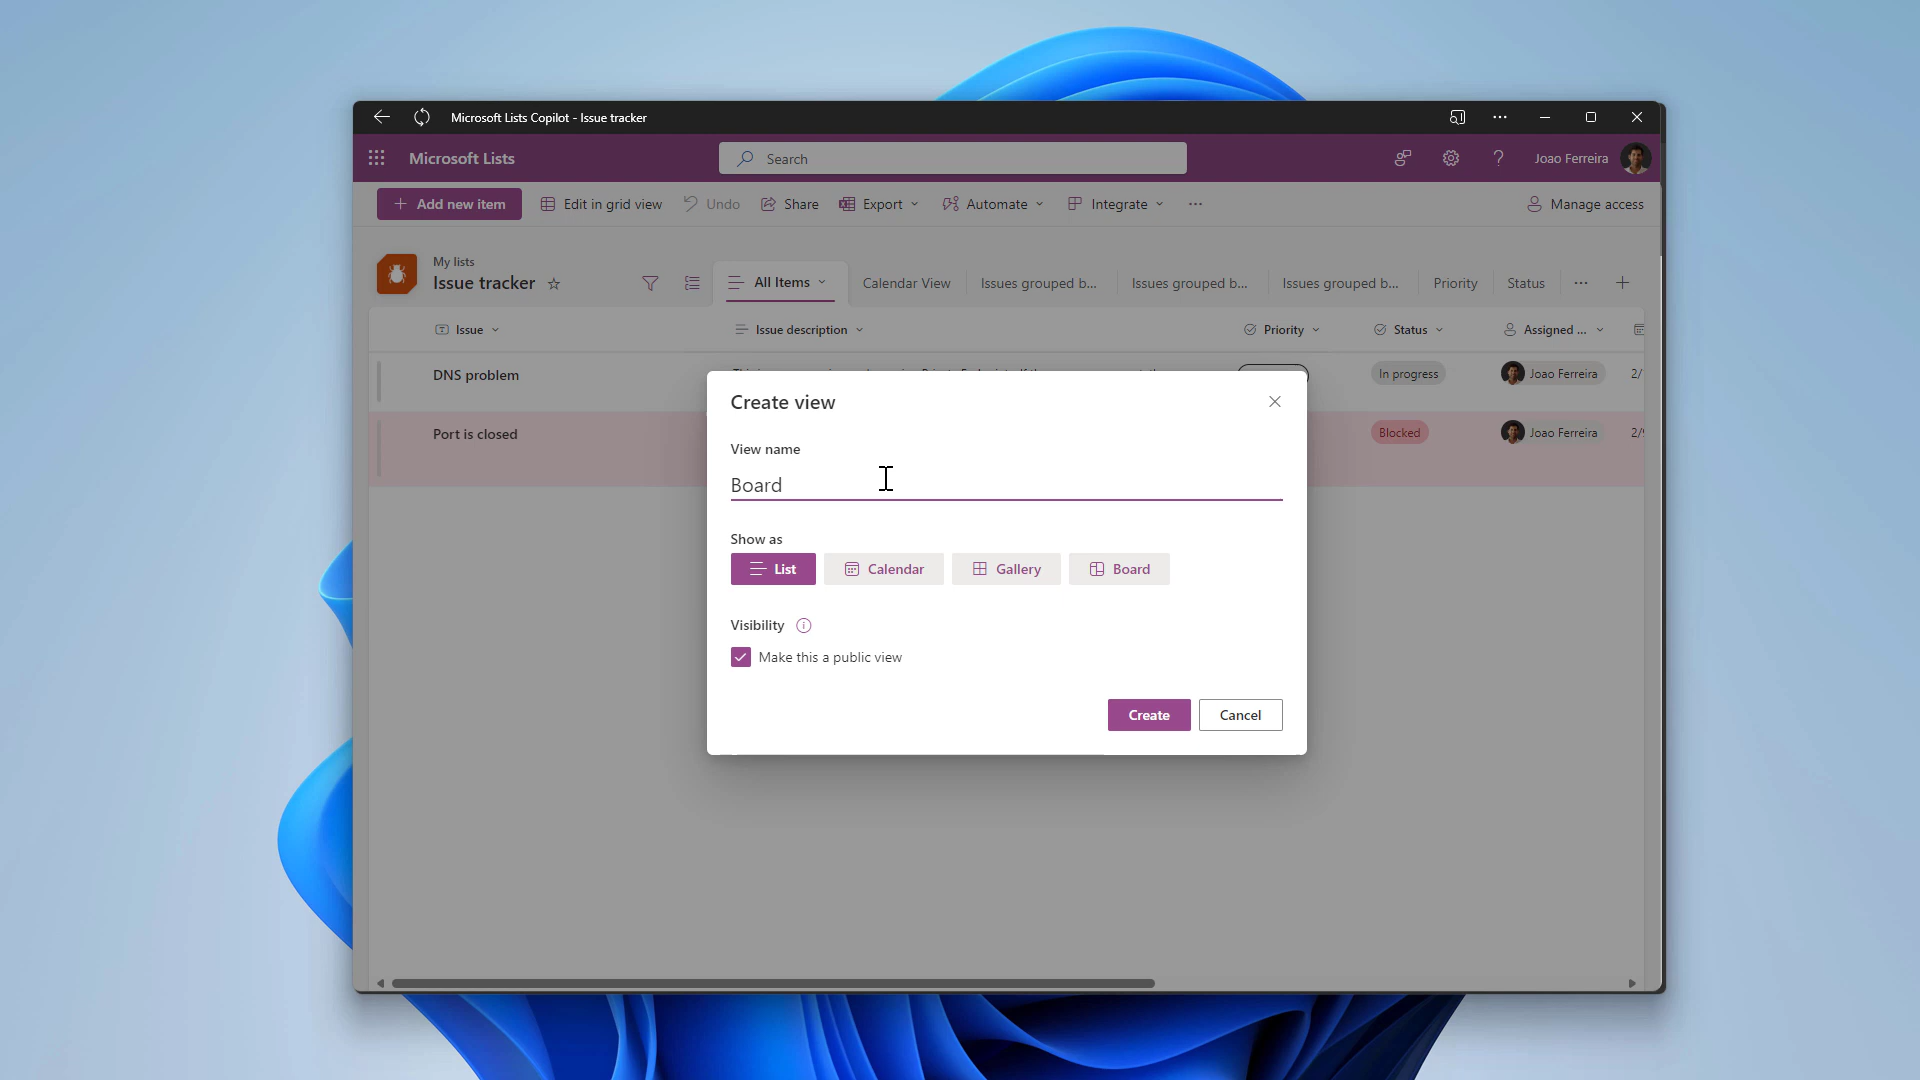 Microsoft Lists Copilot - Issue tracker
Microsoft Lists
Search
Joao Ferreira
Add new item
Edit in grid view
Undo
Share
Export
Automate
Integrate
Manage access
My lists
Issue tracker
All Items
Calendar View
Issues grouped b...
Issues grouped b...
Issues grouped b...
Priority
Status
Issue
Issue description
Priority
Status
Assigned ...
DNS problem
In progress
Joao Ferreira
2/
Port is closed
Blocked
Joao Ferreira
Create view
View name
Board
Show as
List
Calendar
Gallery
Board
Visibility
Make this a public view
Create
Cancel